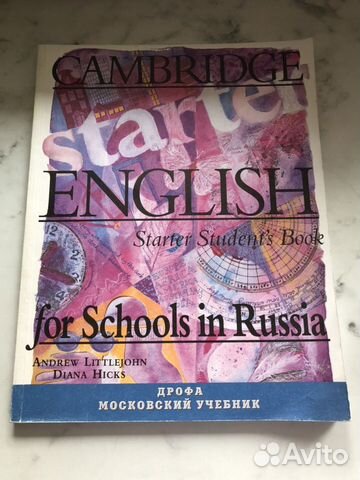 CAMBRIDGE
starter
ENGLISH
Starter Student's Book
for Schools in Russia
ANDREW LITTLEJOHN
DIANA HICKS
ДРОФА
МОСКОВСКИЙ УЧЕБНИК
Avito